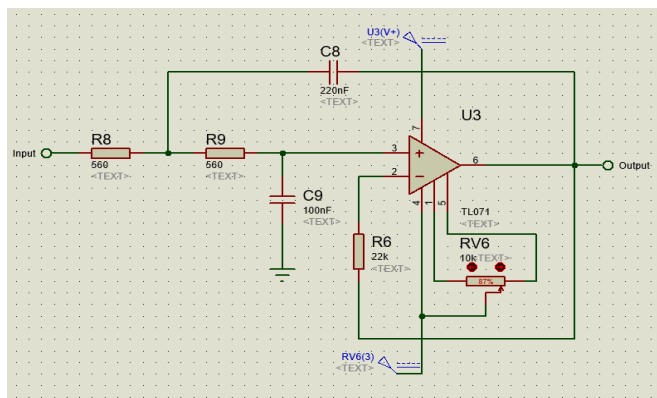 U3(V+)
<TEXT>
C8
220nF
<TEXT>
U3
7
Input
R8
560
<TEXT>
R9
560
<TEXT>
3
2
6
Output
4
1
5
C9
100nF
<TEXT>
TL071
<TEXT>
R6
22k
<TEXT>
RV6
10k<TEXT>
87%
RV6(3)
<TEXT>